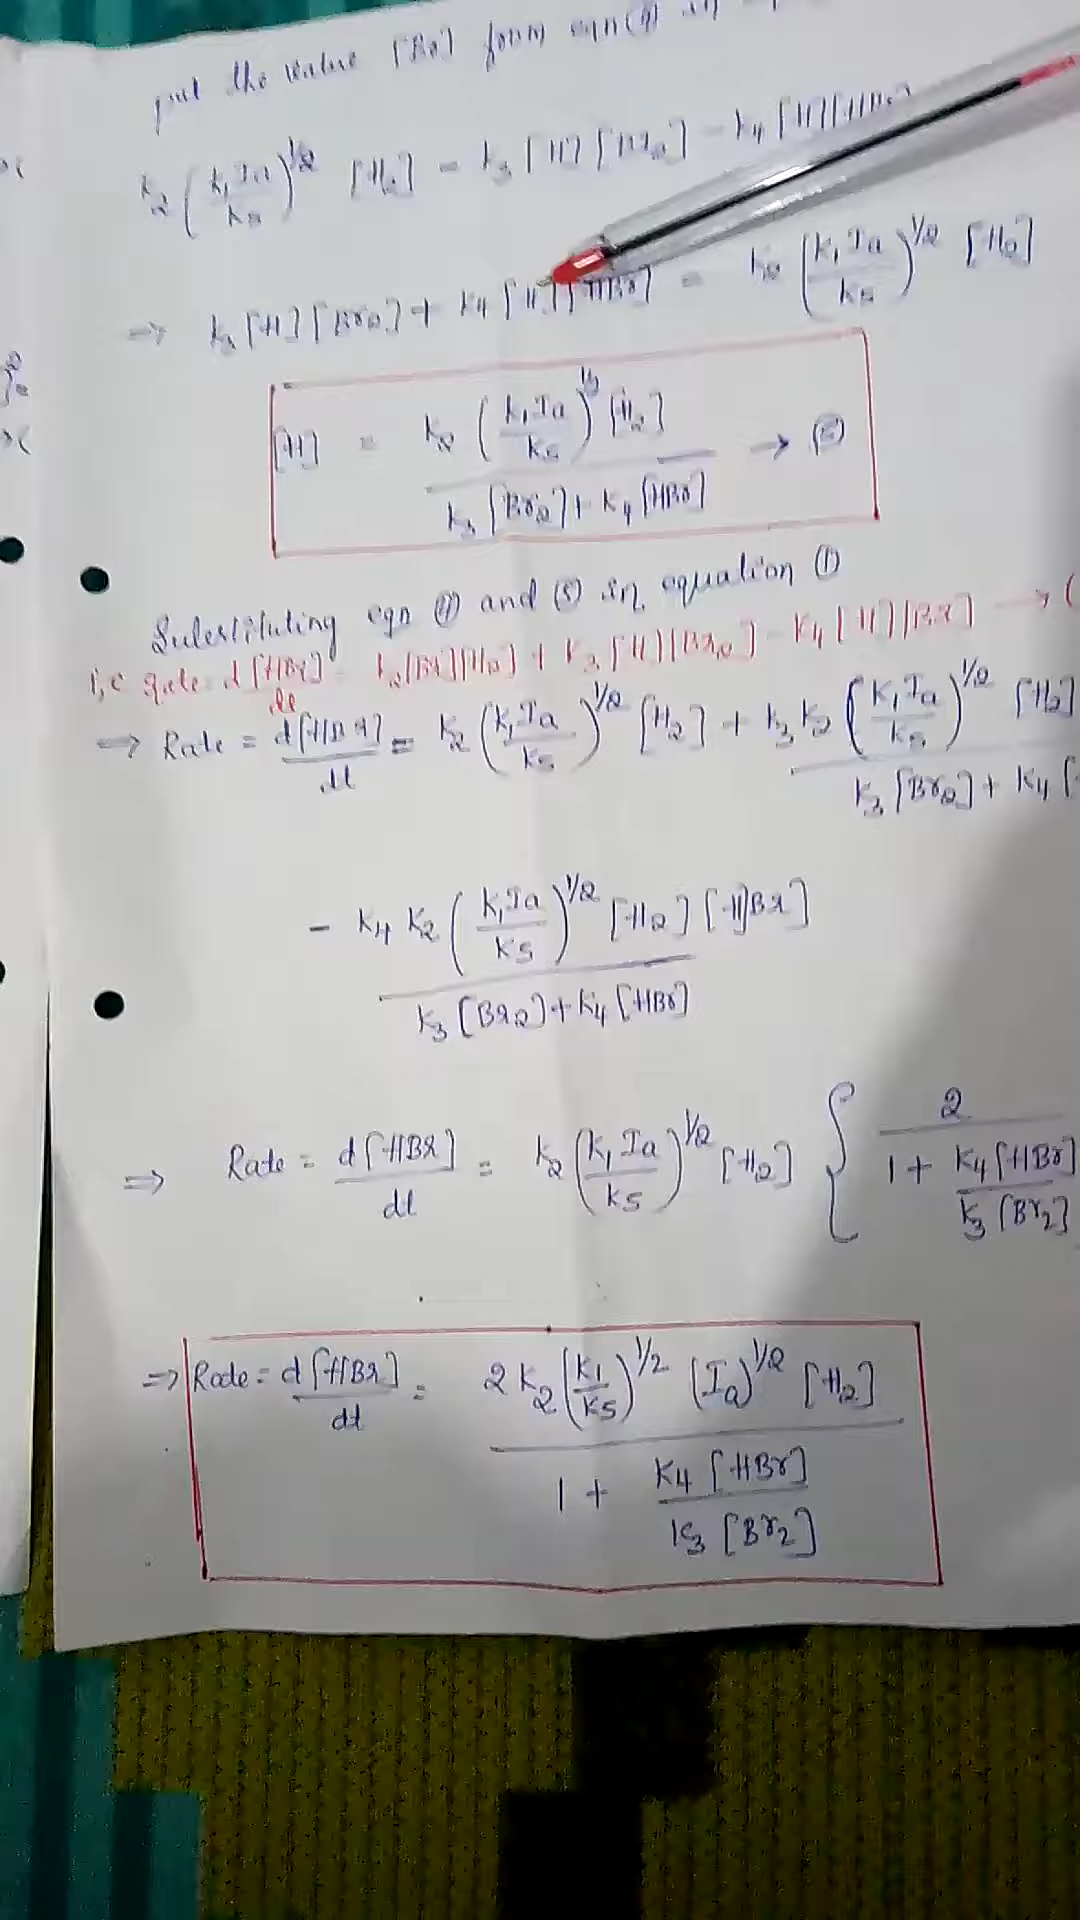 put the value [Br] form eqn (4) in
k2 (k1Ia/k5)^1/2 [H2] - k3 [H] [Br2] - k4 [H] [HBr]
⇒ k3 [H] [Br2] + k4 [H] [HBr] = k2 (k1Ia/k5)^1/2 [H2]
[H] = k2 (k1Ia/k5)^1/2 [H2] / k3 [Br2] + k4 [HBr] → (5)
Substituting eqn (4) and (5) in equation (1)
i,e rate = d[HBr]/dt = k2[Br][H2] + k3 [H] [Br2] - k4 [H] [Br] → (
⇒ Rate = d[HBr]/dt = k2 (k1Ia/k5)^1/2 [H2] + k3 k2 (k1Ia/k5)^1/2 [H2] / k3 [Br2] + k4 [
- k4 k2 (k1Ia/k5)^1/2 [H2] [HBr] / k3 [Br2] + k4 [HBr]
⇒ Rate = d[HBr]/dt = k2 (k1Ia/k5)^1/2 [H2] { 2 / 1 + k4 [HBr]/k3 [Br2]
⇒ Rate = d[HBr]/dt = 2 k2 (k1/k5)^1/2 (Ia)^1/2 [H2] / 1 + k4 [HBr]/k3 [Br2]